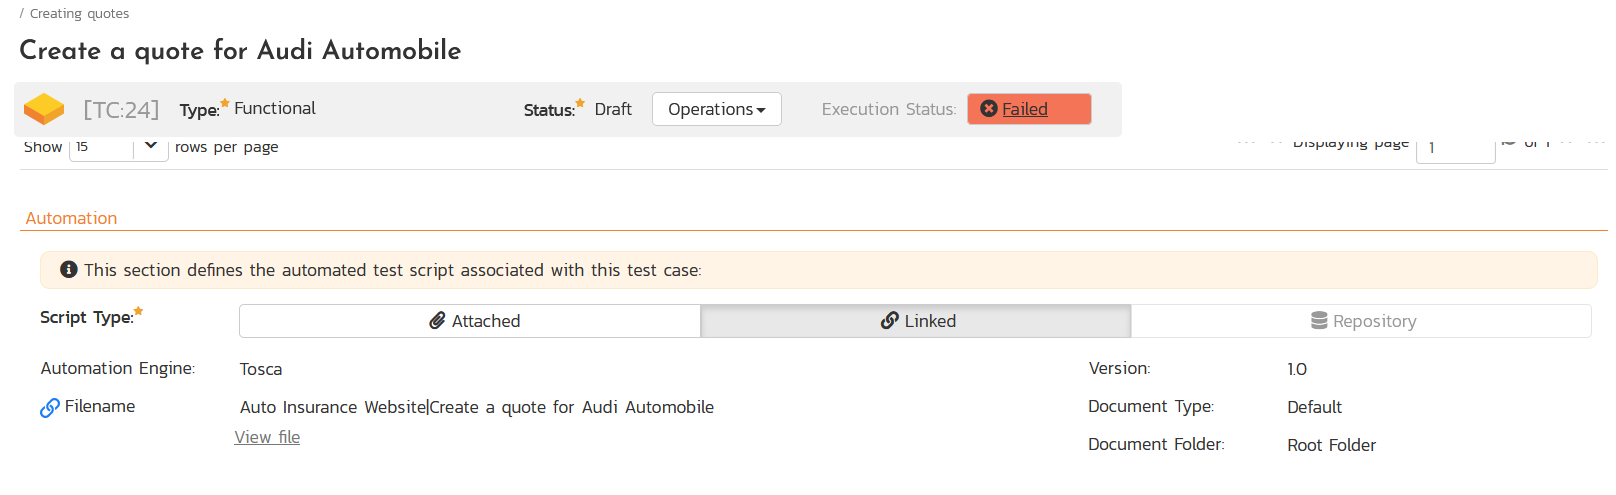 / Creating quotes
Create a quote for Audi Automobile
[TC:24] Type: Functional Status: Draft Operations Execution Status: Failed
Show 15 rows per page Displaying page 1 of 1
Automation
This section defines the automated test script associated with this test case:
Script Type: Attached Linked Repository
Automation Engine: Tosca Version: 1.0
Filename Auto Insurance Website|Create a quote for Audi Automobile Document Type: Default
View file
Document Folder: Root Folder